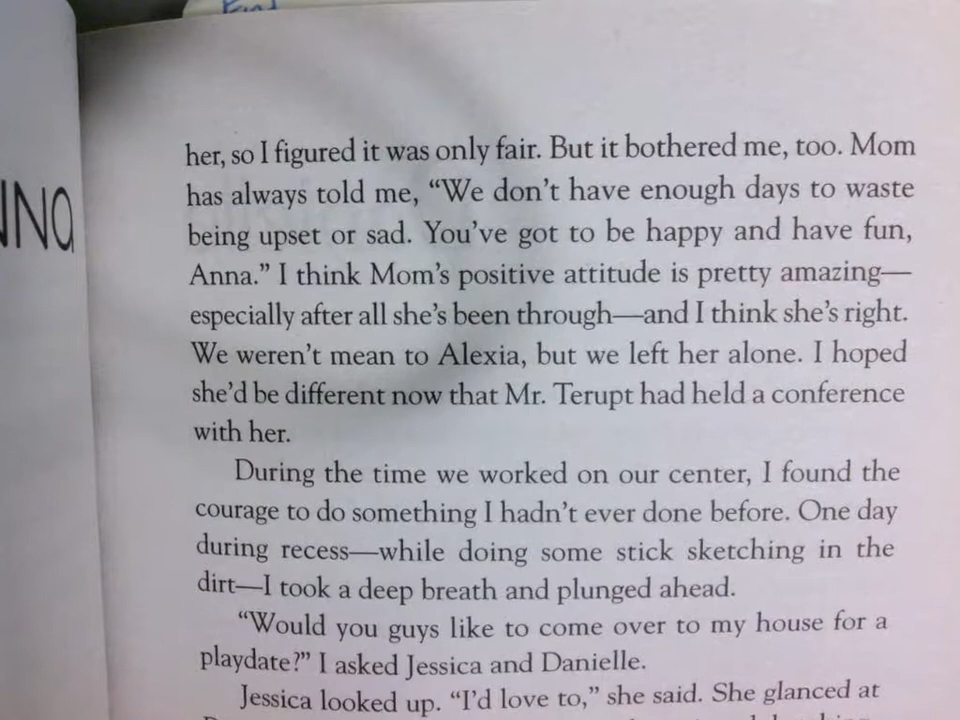 her, so I figured it was only fair. But it bothered me, too. Mom
has always told me, “We don’t have enough days to waste
being upset or sad. You’ve got to be happy and have fun,
Anna.” I think Mom’s positive attitude is pretty amazing—
especially after all she’s been through—and I think she’s right.
We weren’t mean to Alexia, but we left her alone. I hoped
she’d be different now that Mr. Terupt had held a conference
with her.
During the time we worked on our center, I found the
courage to do something I hadn’t ever done before. One day
during recess—while doing some stick sketching in the
dirt—I took a deep breath and plunged ahead.
“Would you guys like to come over to my house for a
playdate?” I asked Jessica and Danielle.
Jessica looked up. “I’d love to,” she said. She glanced at